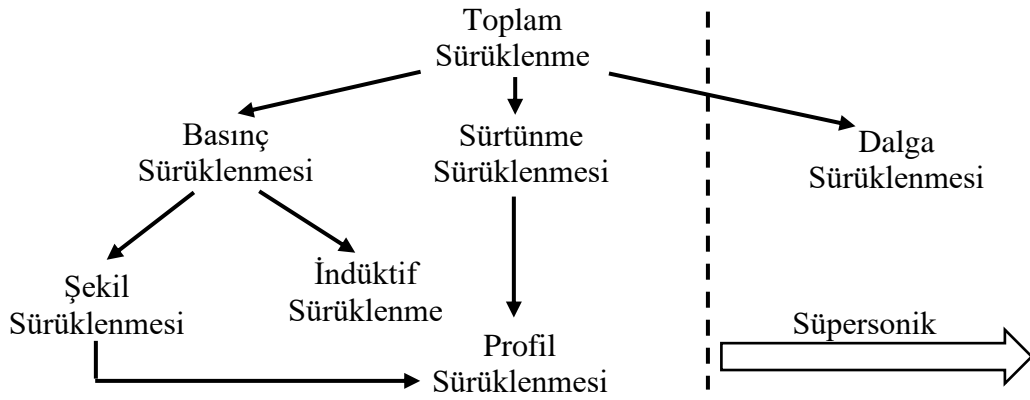 Toplam
Sürüklenme
Basınç
Sürüklenmesi
Sürtünme
Sürüklenmesi
Dalga
Sürüklenmesi
Şekil
Sürüklenmesi
İndüktif
Sürüklenme
Profil
Sürüklenmesi
Süpersonik